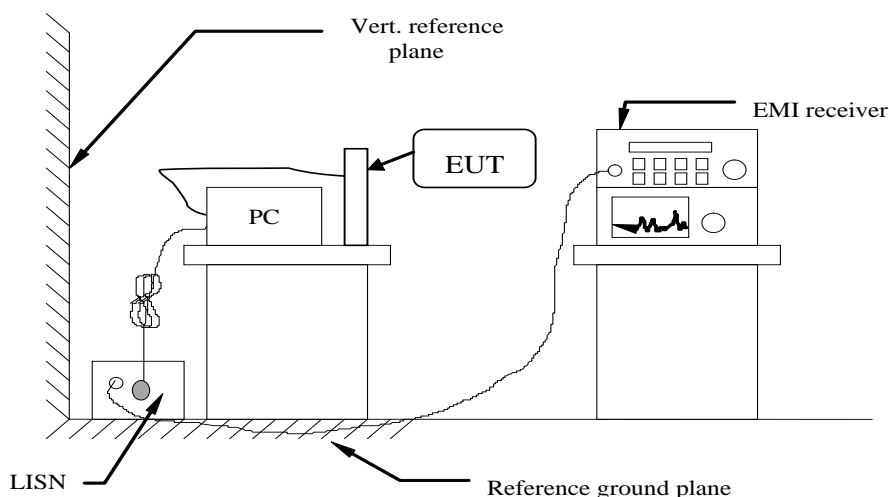 Vert. reference
plane
EMI receiver
EUT
PC
LISN
Reference ground plane